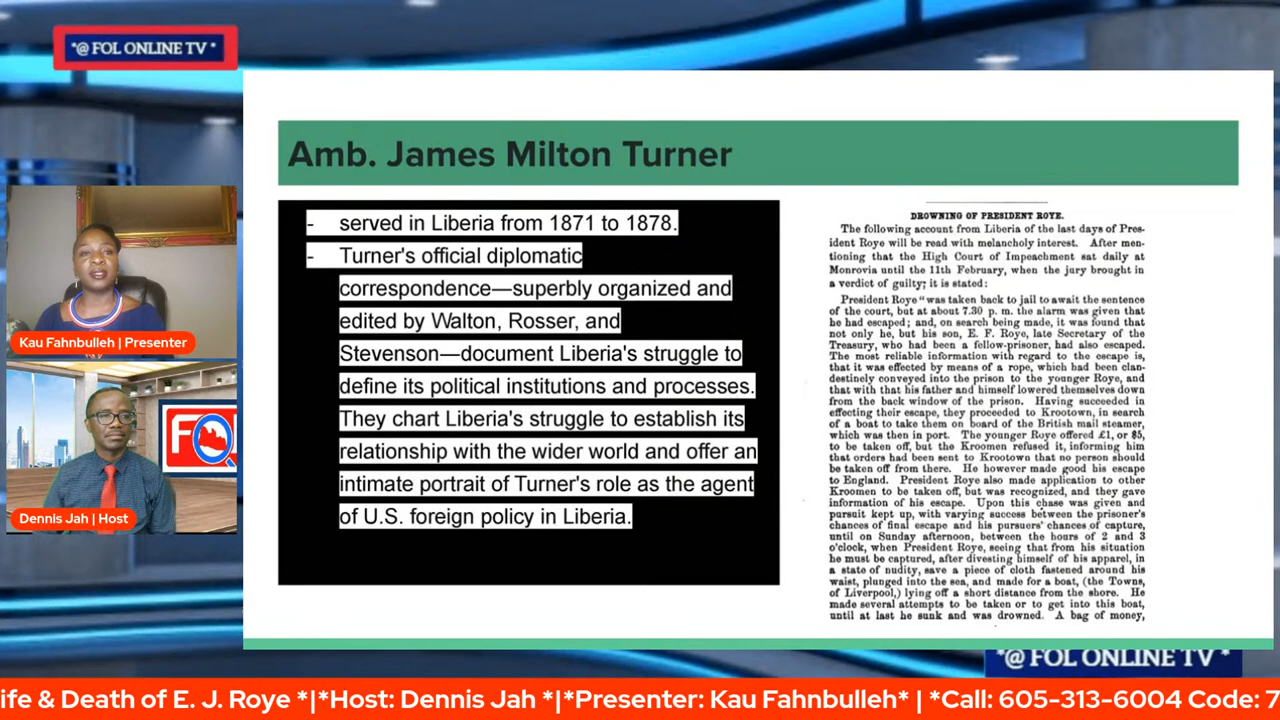 *@ FOL ONLINE TV *
Amb. James Milton Turner
- served in Liberia from 1871 to 1878.
- Turner's official diplomatic
correspondence—superbly organized and
edited by Walton, Rosser, and
Stevenson—document Liberia's struggle to
define its political institutions and processes.
They chart Liberia's struggle to establish its
relationship with the wider world and offer an
intimate portrait of Turner's role as the agent
of U.S. foreign policy in Liberia.
DROWNING OF PRESIDENT ROYE.
The following account from Liberia of the last days of Pres-
ident Roye will be read with melancholy interest. After men-
tioning that the High Court of Impeachment sat daily at
Monrovia until the 11th February, when the jury brought in
a verdict of guilty; it is stated:
President Roye "was taken back to jail to await the sentence
of the court, but at about 7.30 p. m. the alarm was given that
he had escaped; and, on search being made, it was found that
not only he, but his son, E. F. Roye, late Secretary of the
Treasury, who had been a fellow-prisoner, had also escaped.
The most reliable information with regard to the escape is,
that it was effected by means of a rope, which had been clan-
destinely conveyed into the prison to the younger Roye, and
that with that his father and himself lowered themselves down
from the back window of the prison. Having succeeded in
effecting their escape, they proceeded to Krootown, in search
of a boat to take them on board of the British mail steamer,
which was then in port. The younger Roye offered £1, or $5,
to be taken off, but the Kroomen refused it, informing him
that orders had been sent to Krootown that no person should
be taken off from there. He however made good his escape
to England. President Roye also made application to other
Kroomen to be taken off, but was recognized, and they gave
information of his escape. Upon this chase was given and
pursuit kept up, with varying success between the prisoner's
chances of final escape and his pursuers' chances of capture,
until on Sunday afternoon, between the hours of 2 and 3
o'clock, when President Roye, seeing that from his situation
he must be captured, after divesting himself of his apparel, in
a state of nudity, save a piece of cloth fastened around his
waist, plunged into the sea, and made for a boat, (the Towns,
of Liverpool,) lying off a short distance from the shore. He
made several attempts to be taken or to get into this boat,
until at last he sunk and was drowned. A bag of money,
Kau Fahnbulleh | Presenter
FQ
Dennis Jah | Host
*@ FOL ONLINE TV *
ife & Death of E. J. Roye *|*Host: Dennis Jah *|*Presenter: Kau Fahnbulleh* | *Call: 605-313-6004 Code: 7